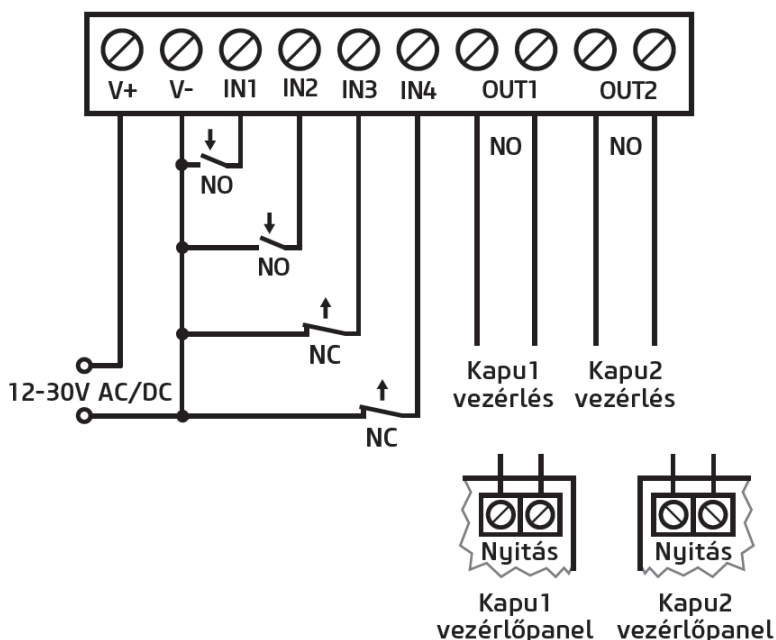 V+ V- IN1 IN2 IN3 IN4 OUT1 OUT2
NO NO
NO
NO
NC
12-30V AC/DC
NC
Kapu1
vezérlés
Kapu2
vezérlés
Nyitás
Nyitás
Kapu1
vezérlőpanel
Kapu2
vezérlőpanel